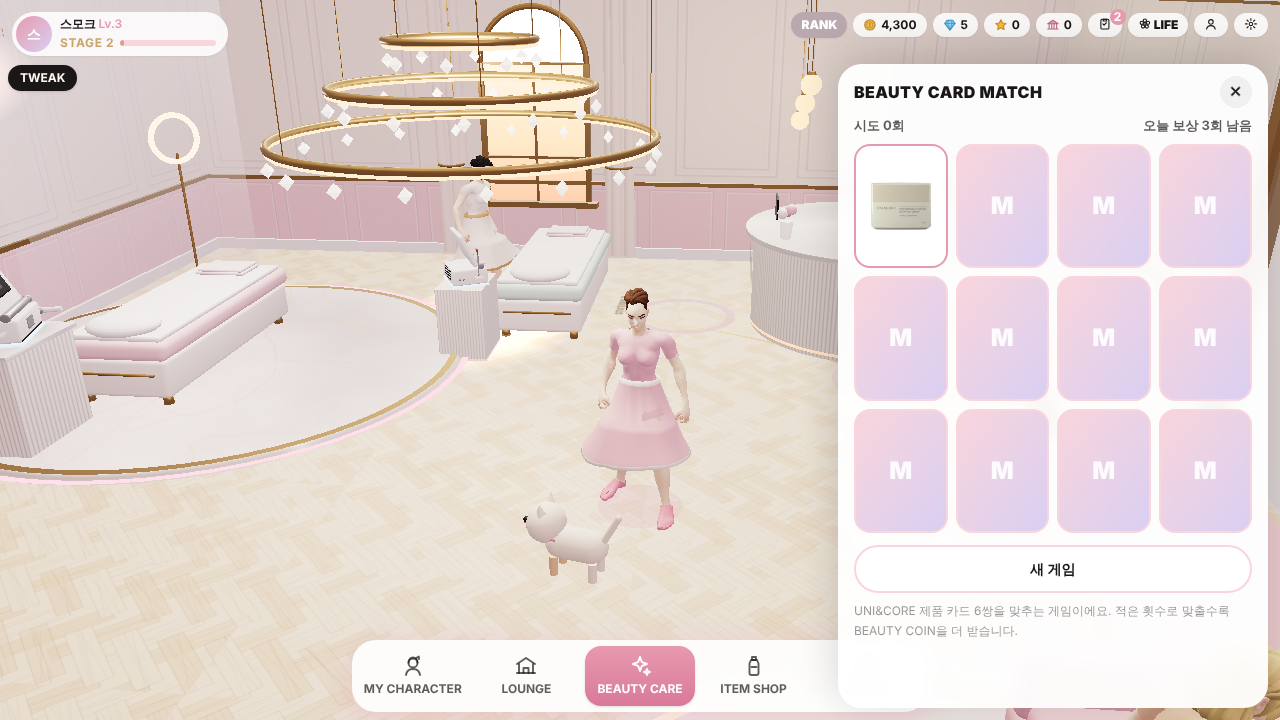 스 스모크 Lv.3
STAGE 2
TWEAK
RANK 4,300 5 0 0 2 LIFE
BEAUTY CARD MATCH ✕
시도 0회 오늘 보상 3회 남음
M M M
M M M M
M M M M
새 게임
UNI&CORE 제품 카드 6쌍을 맞추는 게임이에요. 적은 횟수로 맞출수록
BEAUTY COIN을 더 받습니다.
MY CHARACTER LOUNGE BEAUTY CARE ITEM SHOP